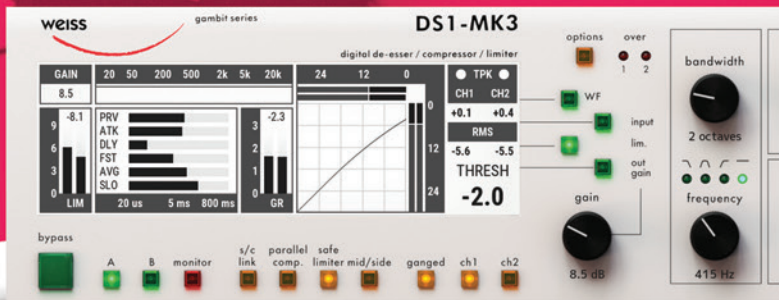 weiss
gambit series
DS1-MK3
digital de-esser / compressor / limiter
options
over
1 2
bandwidth
2 octaves
GAIN
8.5
20 50 200 500 2k 5k 20k
24 12 0
TPK
CH1 CH2
+0.1 +0.4
RMS
-5.6 -5.5
THRESH
-2.0
-8.1
9
6
3
0
LIM
PRV
ATK
DLY
FST
AVG
SLO
20 us 5 ms 800 ms
-2.3
3
2
1
0
GR
0
12
24
WF
input
lim.
out
gain
gain
8.5 dB
frequency
415 Hz
bypass
A
B
monitor
s/c
link
parallel
comp.
safe
limiter
mid/side
ganged
ch1
ch2